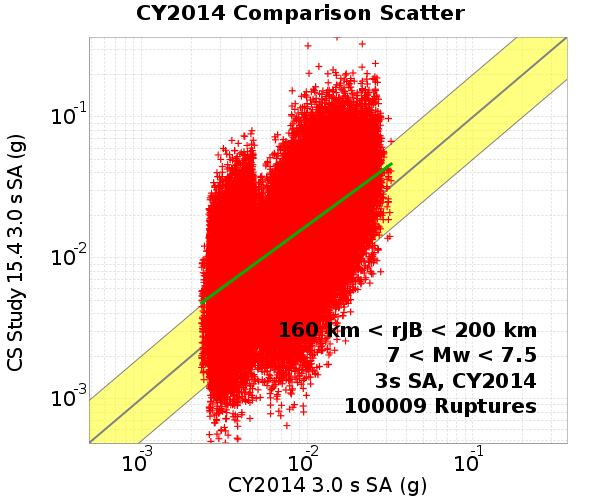 CY2014 Comparison Scatter
CS Study 15.4 3.0 s SA (g)
10^-1
10^-2
10^-3
160 km < rJB < 200 km
7 < Mw < 7.5
3s SA, CY2014
100009 Ruptures
10^-3 10^-2 10^-1
CY2014 3.0 s SA (g)